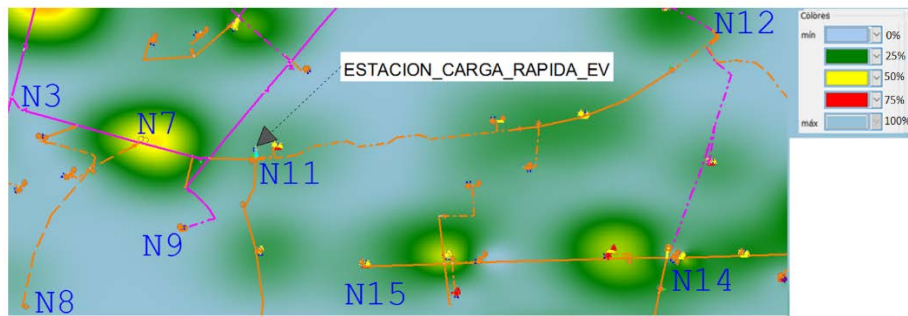 N12
Colores
mín 0%
25%
50%
75%
máx 100%
ESTACION_CARGA_RAPIDA_EV
N3
N7
N11
N9
N15
N14
N8